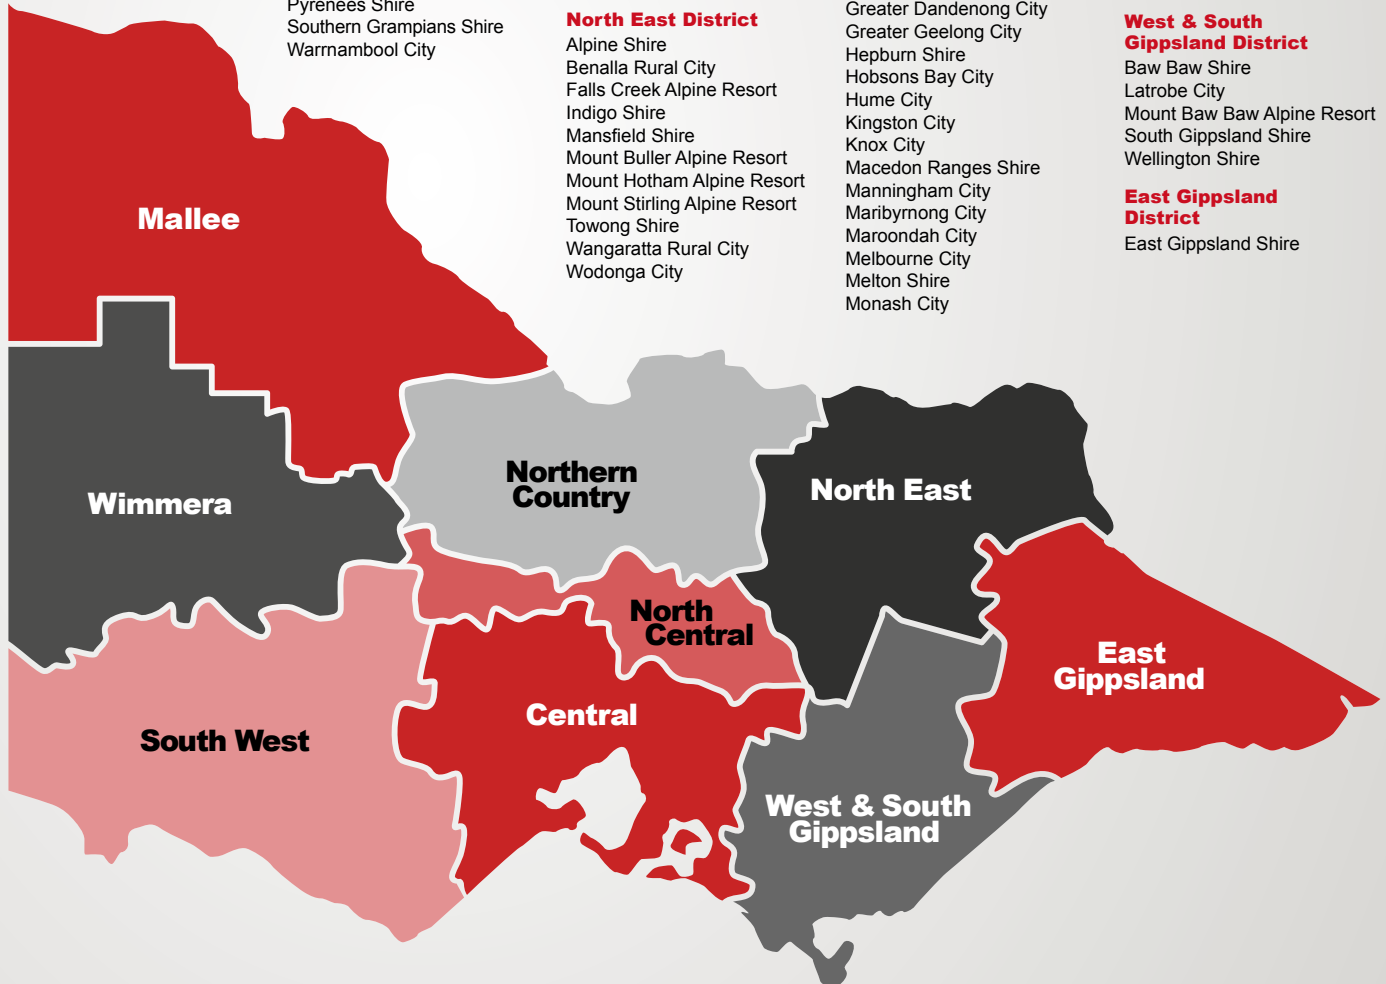 Pyrenees Shire
Southern Grampians Shire
Warrnambool City
North East District
Alpine Shire
Benalla Rural City
Falls Creek Alpine Resort
Indigo Shire
Mansfield Shire
Mount Buller Alpine Resort
Mount Hotham Alpine Resort
Mount Stirling Alpine Resort
Towong Shire
Wangaratta Rural City
Wodonga City
Greater Dandenong City
Greater Geelong City
Hepburn Shire
Hobsons Bay City
Hume City
Kingston City
Knox City
Macedon Ranges Shire
Manningham City
Maribyrnong City
Maroondah City
Melbourne City
Melton Shire
Monash City
West & South
Gippsland District
Baw Baw Shire
Latrobe City
Mount Baw Baw Alpine Resort
South Gippsland Shire
Wellington Shire
East Gippsland
District
East Gippsland Shire
Mallee
Wimmera
Northern
Country
North East
North
Central
East
Gippsland
South West
Central
West & South
Gippsland